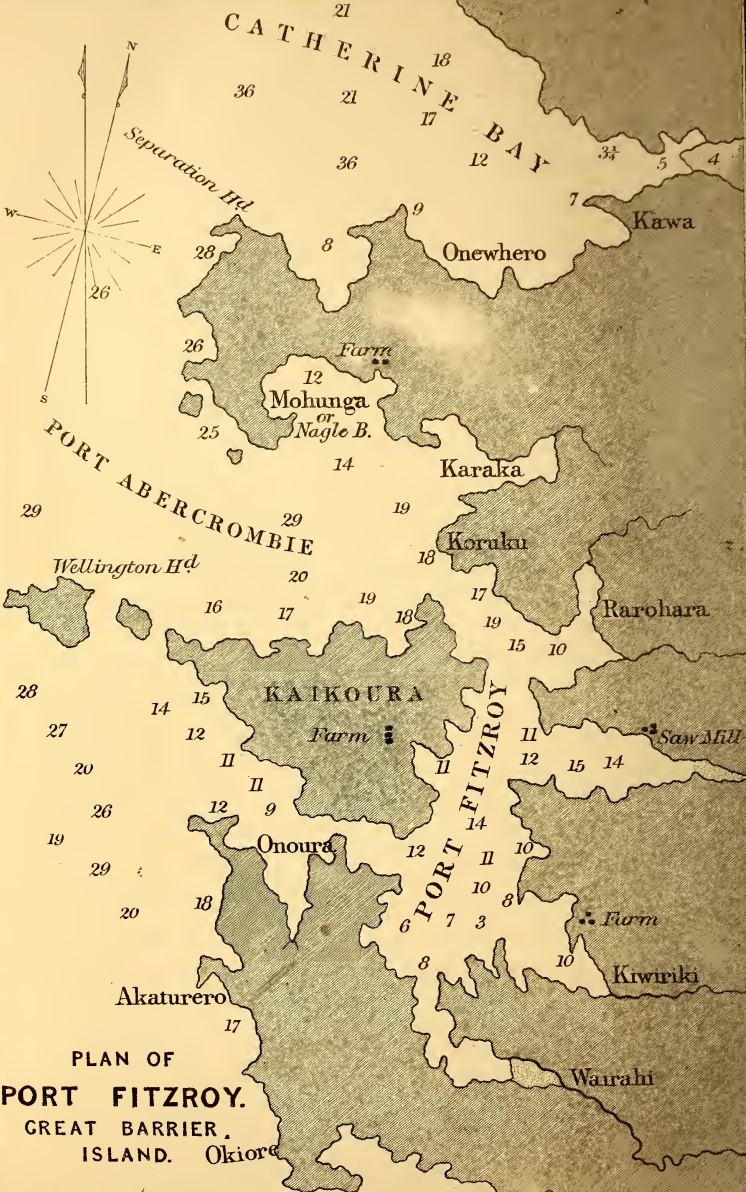 21
CATHERINE BAY
18
36
21
17
N
Separation Hd
36
12
3¼
5
4
7
9
Kawa
W
E
28
8
Onewhero
26
26
Farm
12
Mohunga
or
Nagle B.
S
25
14
Karaka
PORT ABERCROMBIE
29
29
19
Koruku
18
Wellington Hd.
20
17
16
17
19
18
19
Rarohara
15
10
28
14
15
KAIKOURA
PORT FITZROY
27
12
Farm
11
Saw Mill
11
11
12
15
14
20
11
26
12
9
14
19
Onoura
12
11
10
29
10
8
20
18
6
7
3
Farm
8
10
Kiwiriki
Akaturero
17
PLAN OF
PORT FITZROY.
GREAT BARRIER.
ISLAND.
Okiore
Wairahi